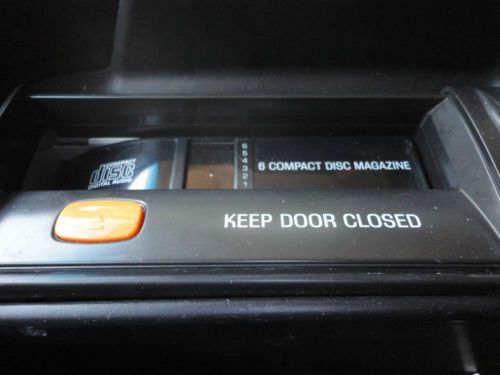 COMPACT
disc
DIGITAL AUDIO
6
5
4
3
2
1
6 COMPACT DISC MAGAZINE
KEEP DOOR CLOSED